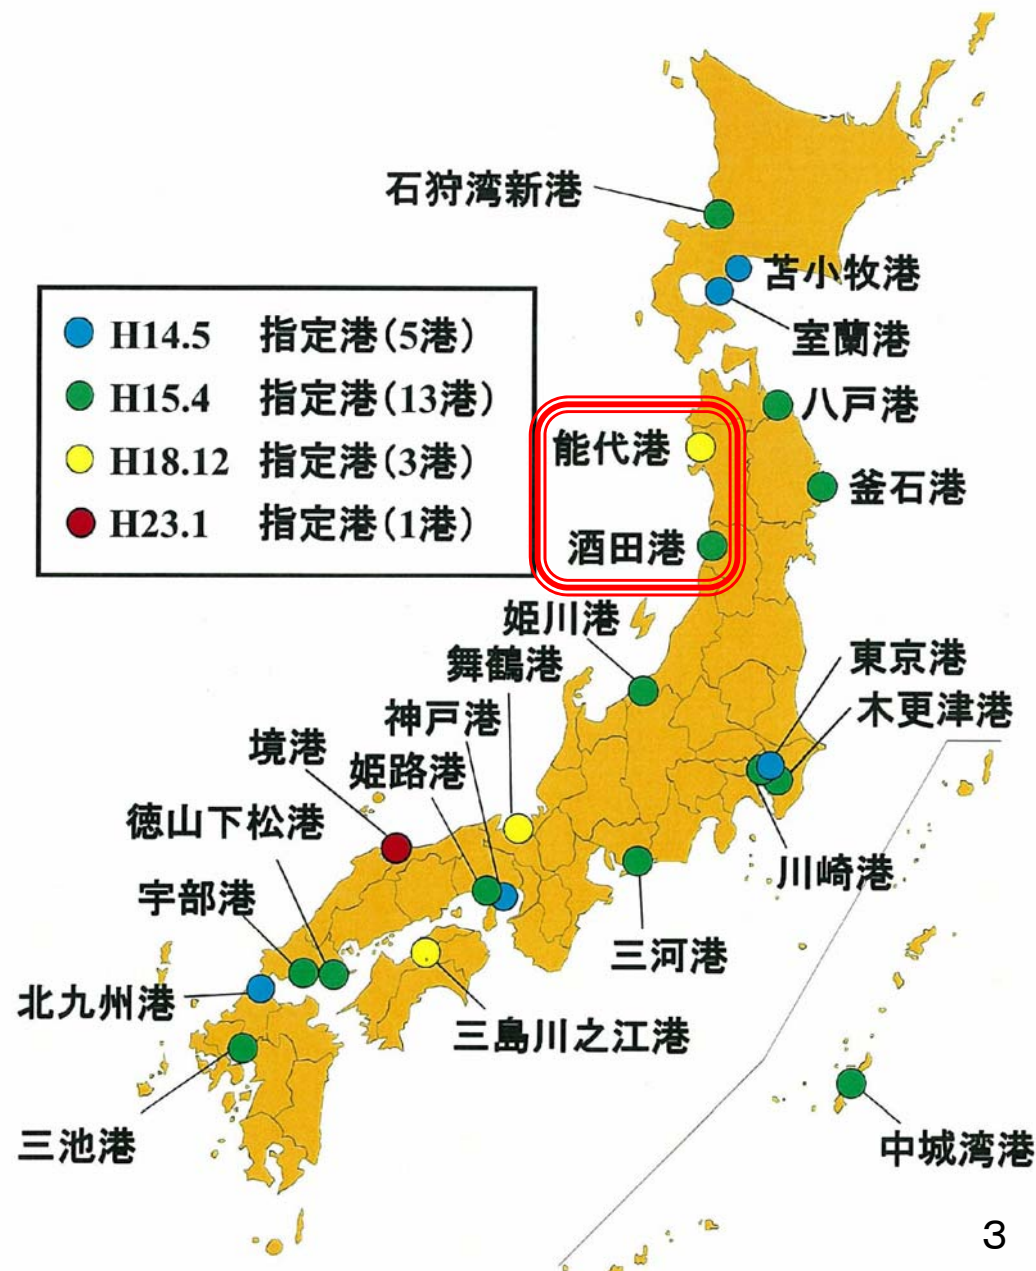 石狩湾新港
苫小牧港
室蘭港
H14.5 指定港(5港)
H15.4 指定港(13港)
H18.12 指定港(3港)
H23.1 指定港(1港)
八戸港
能代港
釜石港
酒田港
姫川港
舞鶴港
東京港
神戸港
木更津港
境港
姫路港
徳山下松港
川崎港
宇部港
三河港
北九州港
三島川之江港
三池港
中城湾港
3